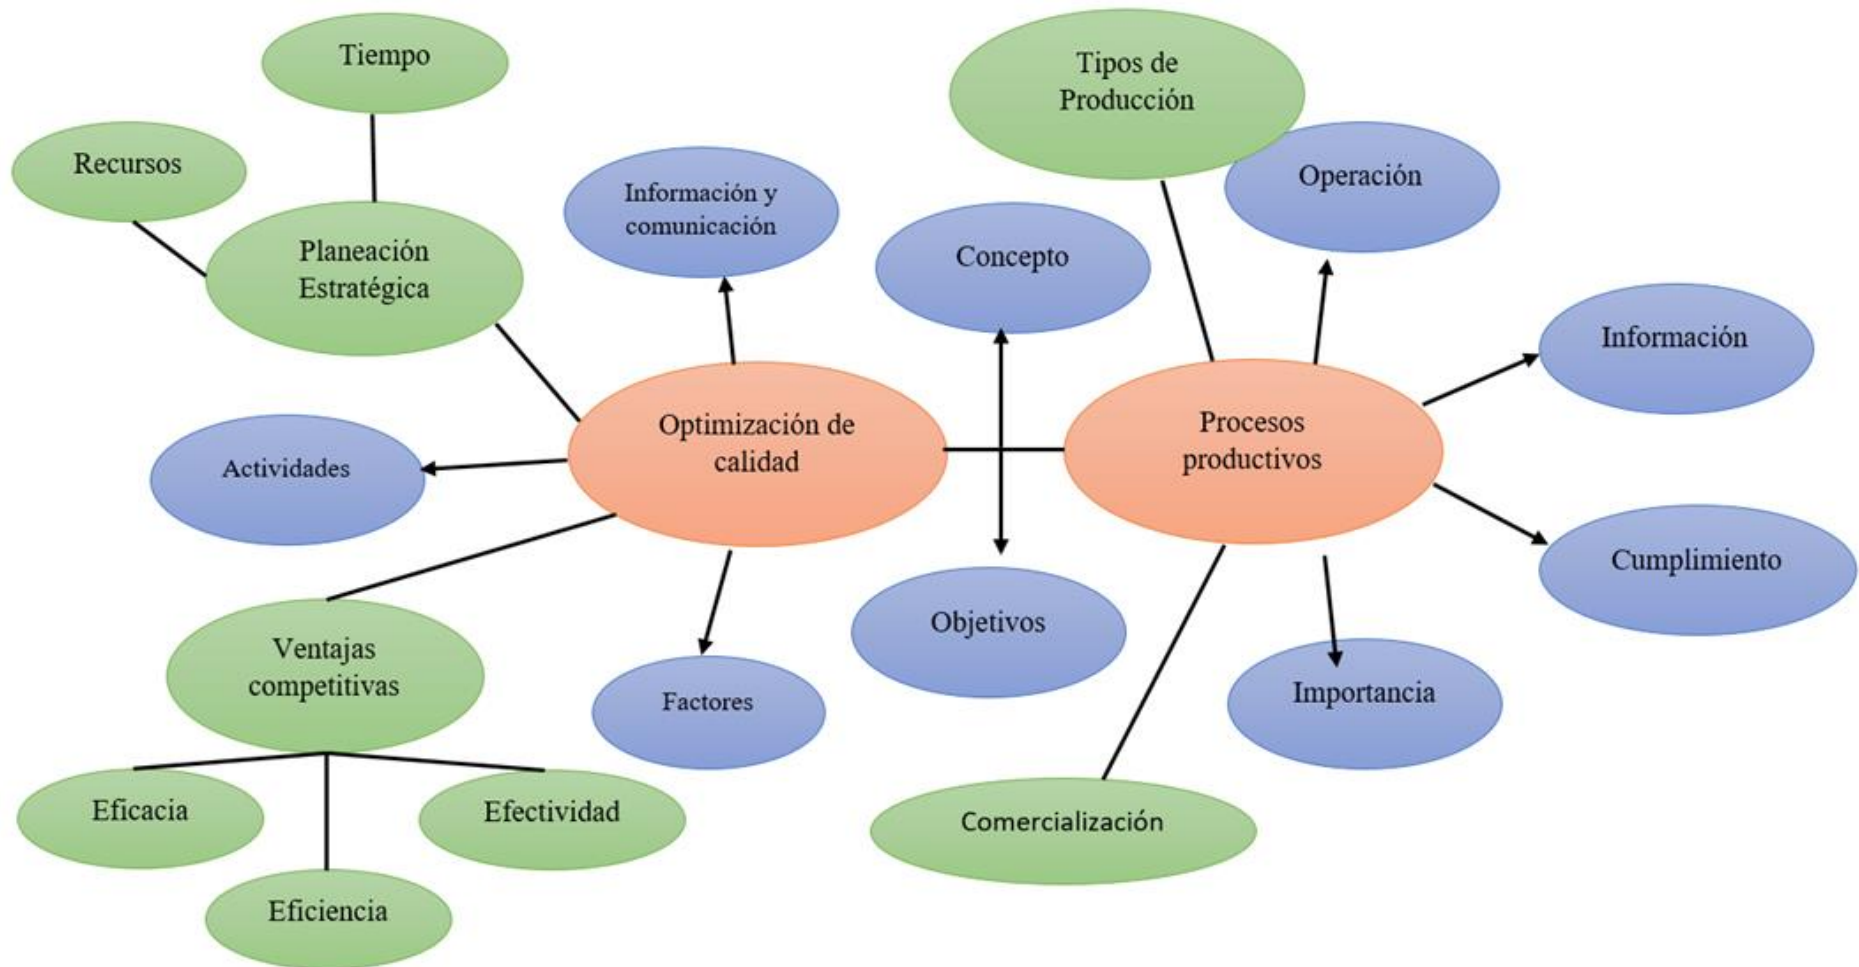 Tiempo
Tipos de
Producción
Recursos
Operación
Información y
comunicación
Concepto
Planeación
Estratégica
Información
Optimización de
calidad
Procesos
productivos
Actividades
Cumplimiento
Objetivos
Ventajas
competitivas
Factores
Importancia
Eficacia
Efectividad
Comercialización
Eficiencia